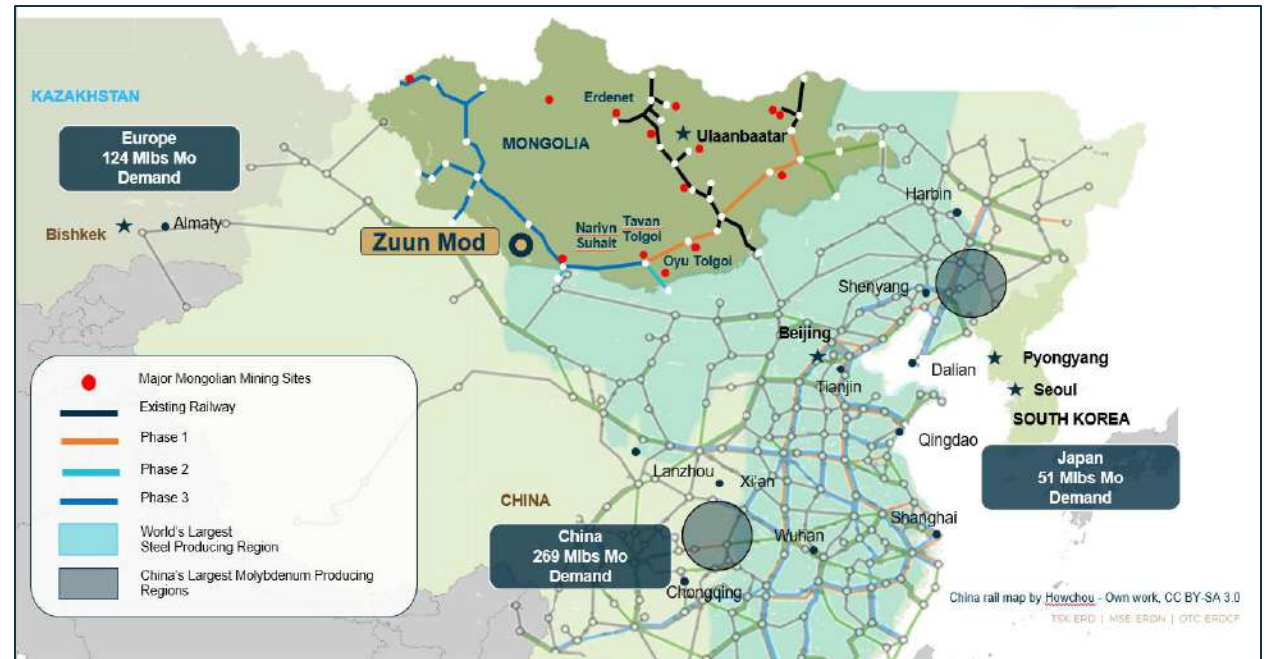 KAZAKHSTAN
Europe
124 Mlbs Mo
Demand
Bishkek
Almaty
Erdenet
MONGOLIA
Ulaanbaatar
Zuun Mod
Nariyn
Suhait
Tavan
Tolgoi
Oyu Tolgoi
Harbin
Shenyang
Beijing
Tianjin
Dalian
Pyongyang
Seoul
SOUTH KOREA
Qingdao
Japan
51 Mlbs Mo
Demand
Lanzhou
Xi'an
CHINA
China
269 Mlbs Mo
Demand
Wuhan
Shanghai
Chongqing
Major Mongolian Mining Sites
Existing Railway
Phase 1
Phase 2
Phase 3
World's Largest
Steel Producing Region
China's Largest Molybdenum Producing
Regions
China rail map by Howchou - Own work, CC BY-SA 3.0
TSX:ERD | MSE:ERDN | OTC:ERDCF